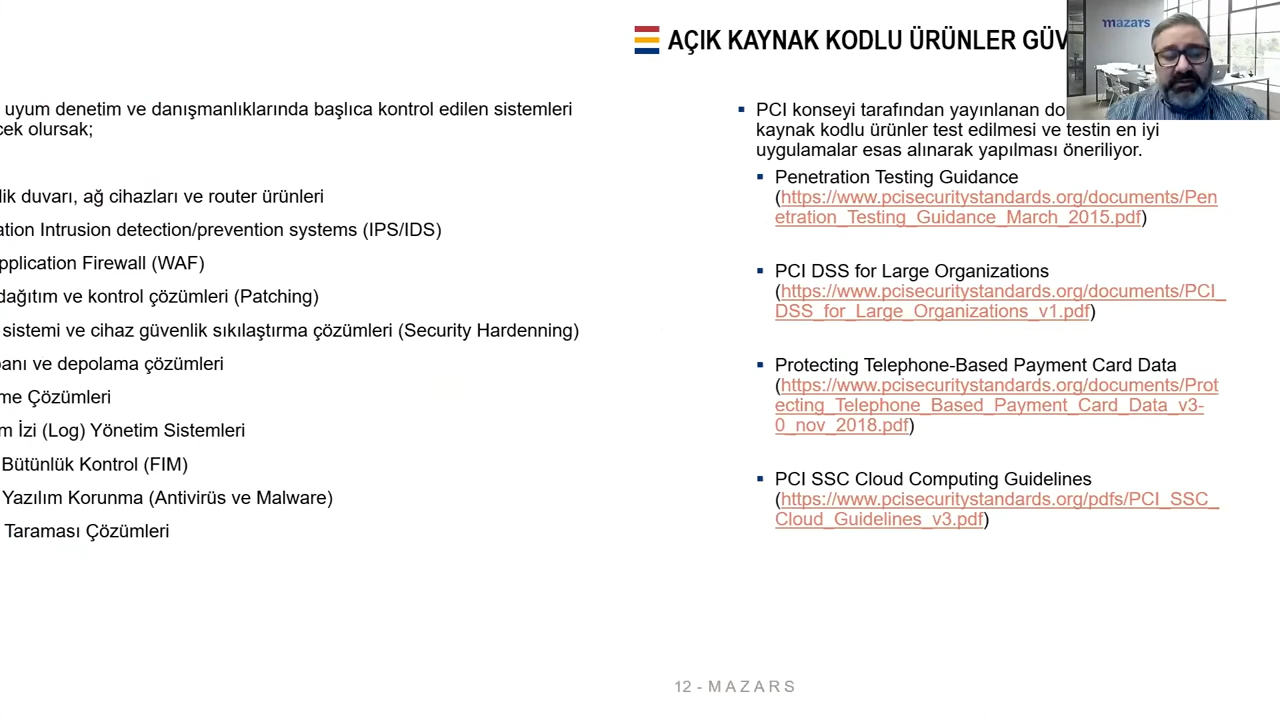 uyum denetim ve danışmanlıklarında başlıca kontrol edilen sistemleri
cek olursak;
lik duvarı, ağ cihazları ve router ürünleri
ation Intrusion detection/prevention systems (IPS/IDS)
pplication Firewall (WAF)
dağıtım ve kontrol çözümleri (Patching)
sistemi ve cihaz güvenlik sıkılaştırma çözümleri (Security Hardenning)
banı ve depolama çözümleri
me Çözümleri
m İzi (Log) Yönetim Sistemleri
Bütünlük Kontrol (FIM)
Yazılım Korunma (Antivirüs ve Malware)
Taraması Çözümleri
AÇIK KAYNAK KODLU ÜRÜNLER GÜV
mazars
▪ PCI konseyi tarafından yayınlanan do
kaynak kodlu ürünler test edilmesi ve testin en iyi
uygulamalar esas alınarak yapılması öneriliyor.
▪ Penetration Testing Guidance
(https://www.pcisecuritystandards.org/documents/Pen
etration_Testing_Guidance_March_2015.pdf)
▪ PCI DSS for Large Organizations
(https://www.pcisecuritystandards.org/documents/PCI_
DSS_for_Large_Organizations_v1.pdf)
▪ Protecting Telephone-Based Payment Card Data
(https://www.pcisecuritystandards.org/documents/Prot
ecting_Telephone_Based_Payment_Card_Data_v3-
0_nov_2018.pdf)
▪ PCI SSC Cloud Computing Guidelines
(https://www.pcisecuritystandards.org/pdfs/PCI_SSC_
Cloud_Guidelines_v3.pdf)
12 - MAZARS